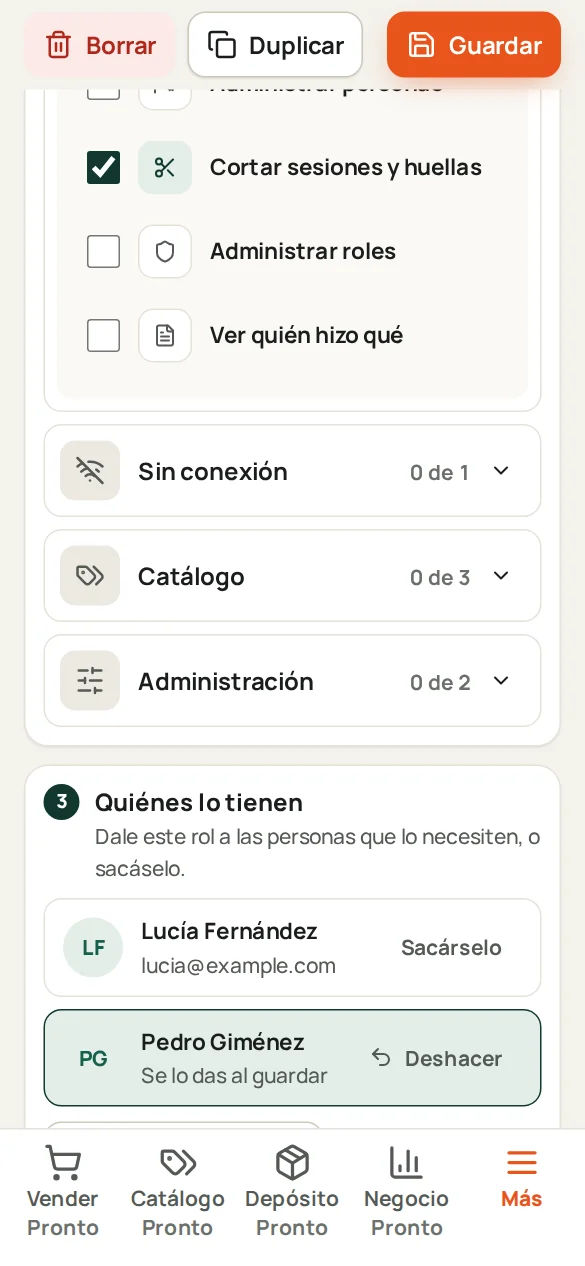 Borrar
Duplicar
Guardar
Administrar personas
Cortar sesiones y huellas
Administrar roles
Ver quién hizo qué
Sin conexión
0 de 1
Catálogo
0 de 3
Administración
0 de 2
3
Quiénes lo tienen
Dale este rol a las personas que lo necesiten, o
sacáselo.
LF
Lucía Fernández
lucia@example.com
Sacárselo
PG
Pedro Giménez
Se lo das al guardar
Deshacer
Vender
Pronto
Catálogo
Pronto
Depósito
Pronto
Negocio
Pronto
Más